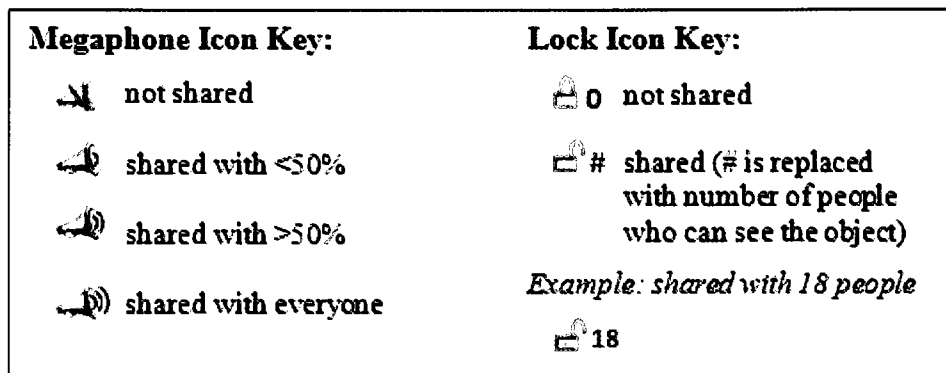 Megaphone Icon Key:
not shared
shared with <50%
shared with >50%
shared with everyone
Lock Icon Key:
0 not shared
# shared (# is replaced
with number of people
who can see the object)
Example: shared with 18 people
18